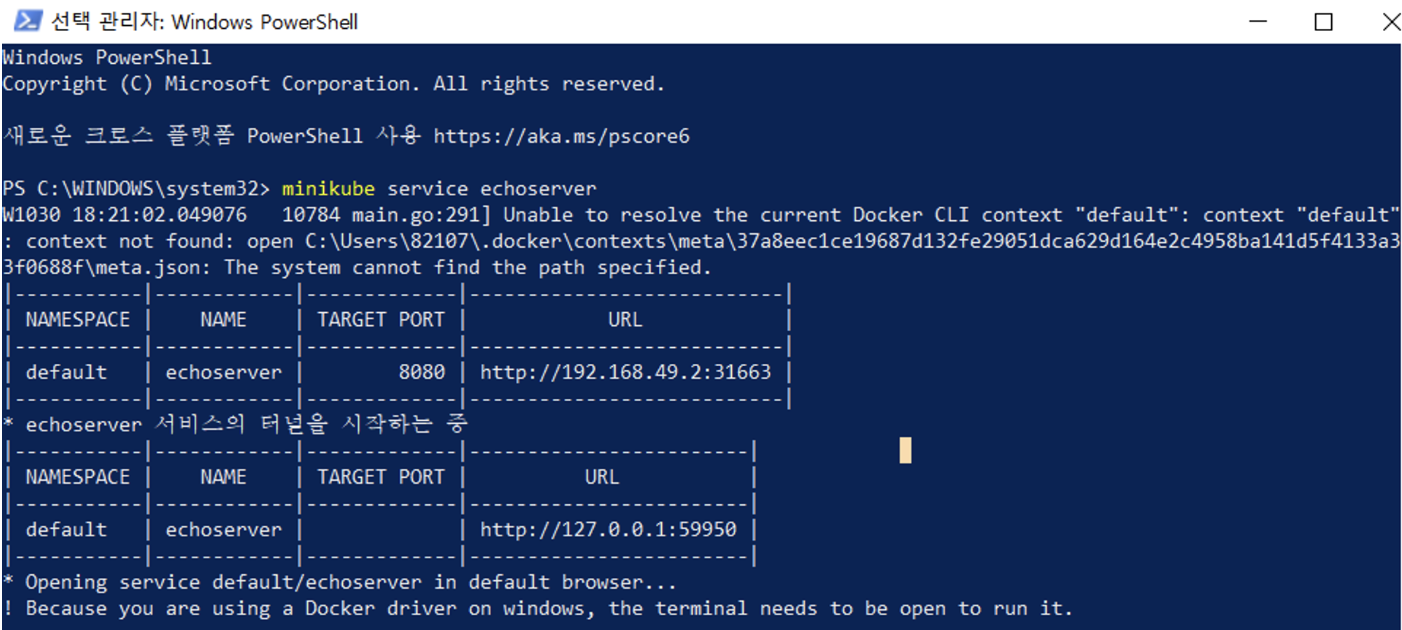 선택 관리자: Windows PowerShell
Windows PowerShell
Copyright (C) Microsoft Corporation. All rights reserved.
새로운 크로스 플랫폼 PowerShell 사용 https://aka.ms/pscore6
PS C:\WINDOWS\system32> minikube service echoserver
W1030 18:21:02.049076   10784 main.go:291] Unable to resolve the current Docker CLI context "default": context "default"
: context not found: open C:\Users\82107\.docker\contexts\meta\37a8eec1ce19687d132fe29051dca629d164e2c4958ba141d5f4133a3
3f0688f\meta.json: The system cannot find the path specified.
|-----------|------------|-------------|---------------------------|
| NAMESPACE |    NAME    | TARGET PORT |            URL            |
|-----------|------------|-------------|---------------------------|
| default   | echoserver |        8080 | http://192.168.49.2:31663 |
|-----------|------------|-------------|---------------------------|
* echoserver 서비스의 터널을 시작하는 중
|-----------|------------|-------------|------------------------|
| NAMESPACE |    NAME    | TARGET PORT |          URL           |
|-----------|------------|-------------|------------------------|
| default   | echoserver |             | http://127.0.0.1:59950 |
|-----------|------------|-------------|------------------------|
* Opening service default/echoserver in default browser...
! Because you are using a Docker driver on windows, the terminal needs to be open to run it.